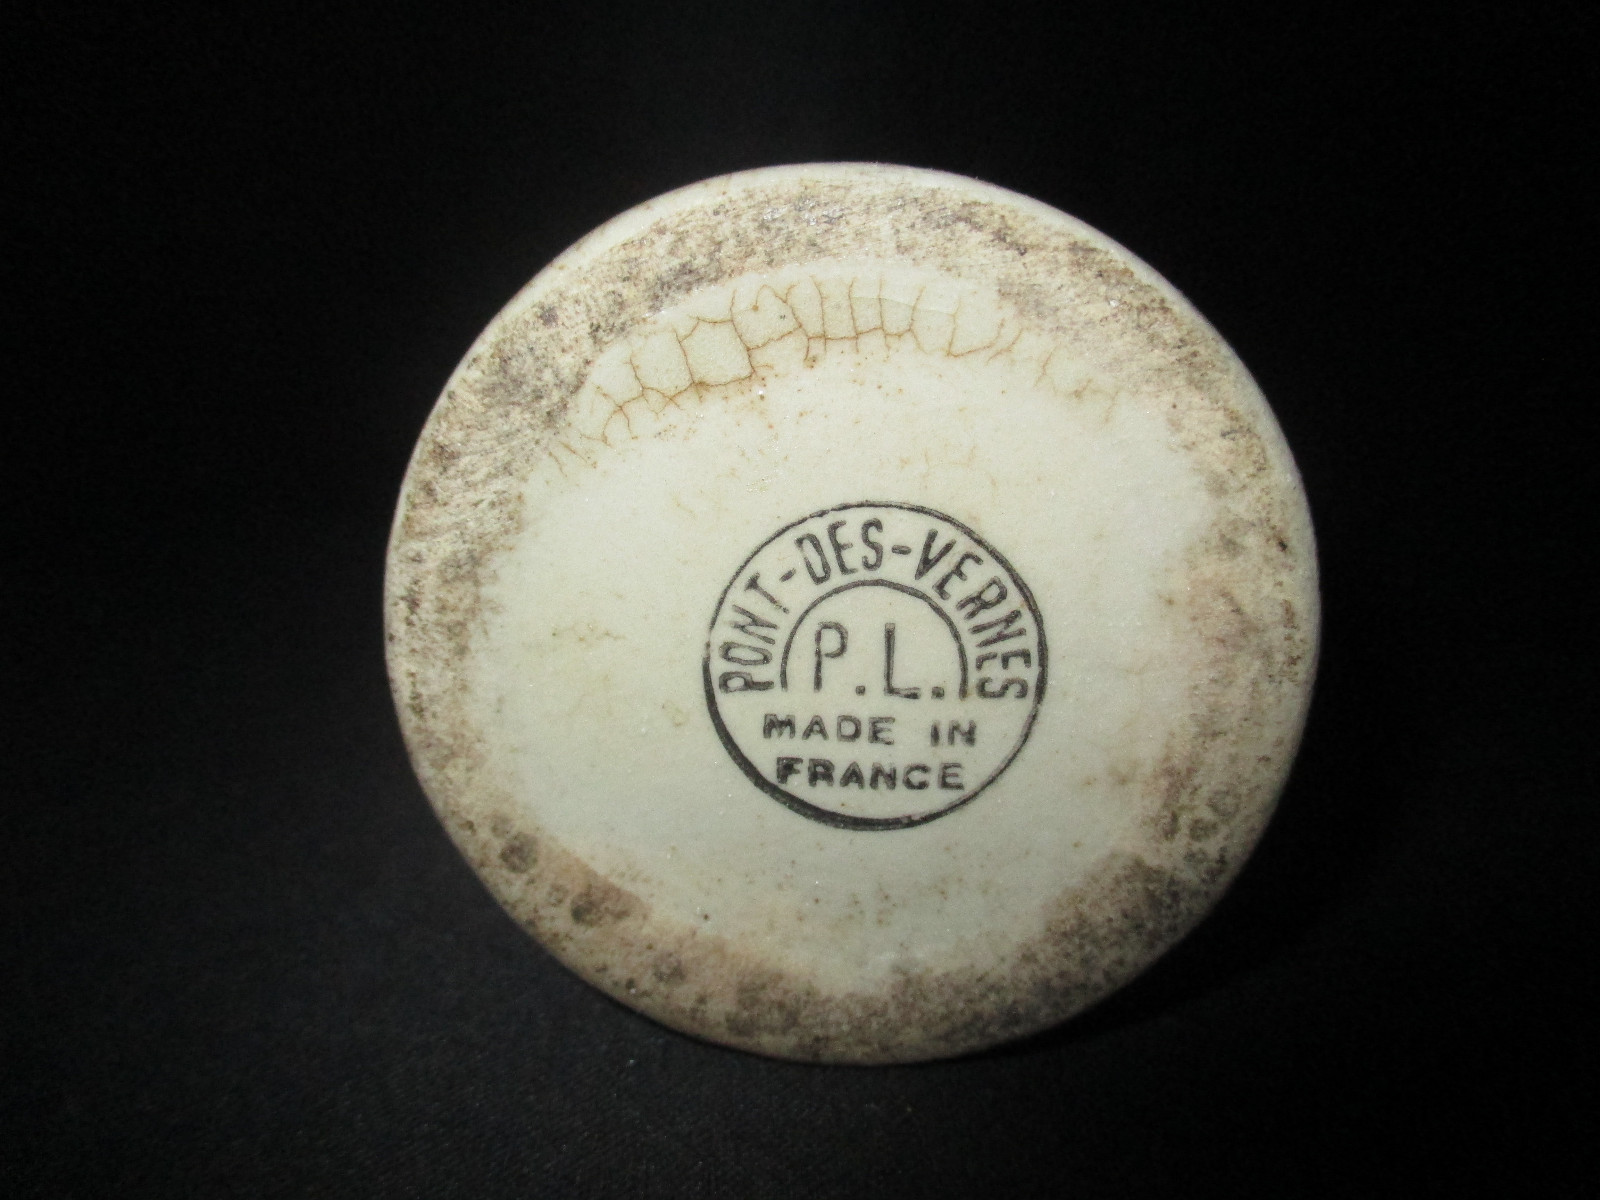 PONT-DES-VERNES
P.L.
MADE IN
FRANCE